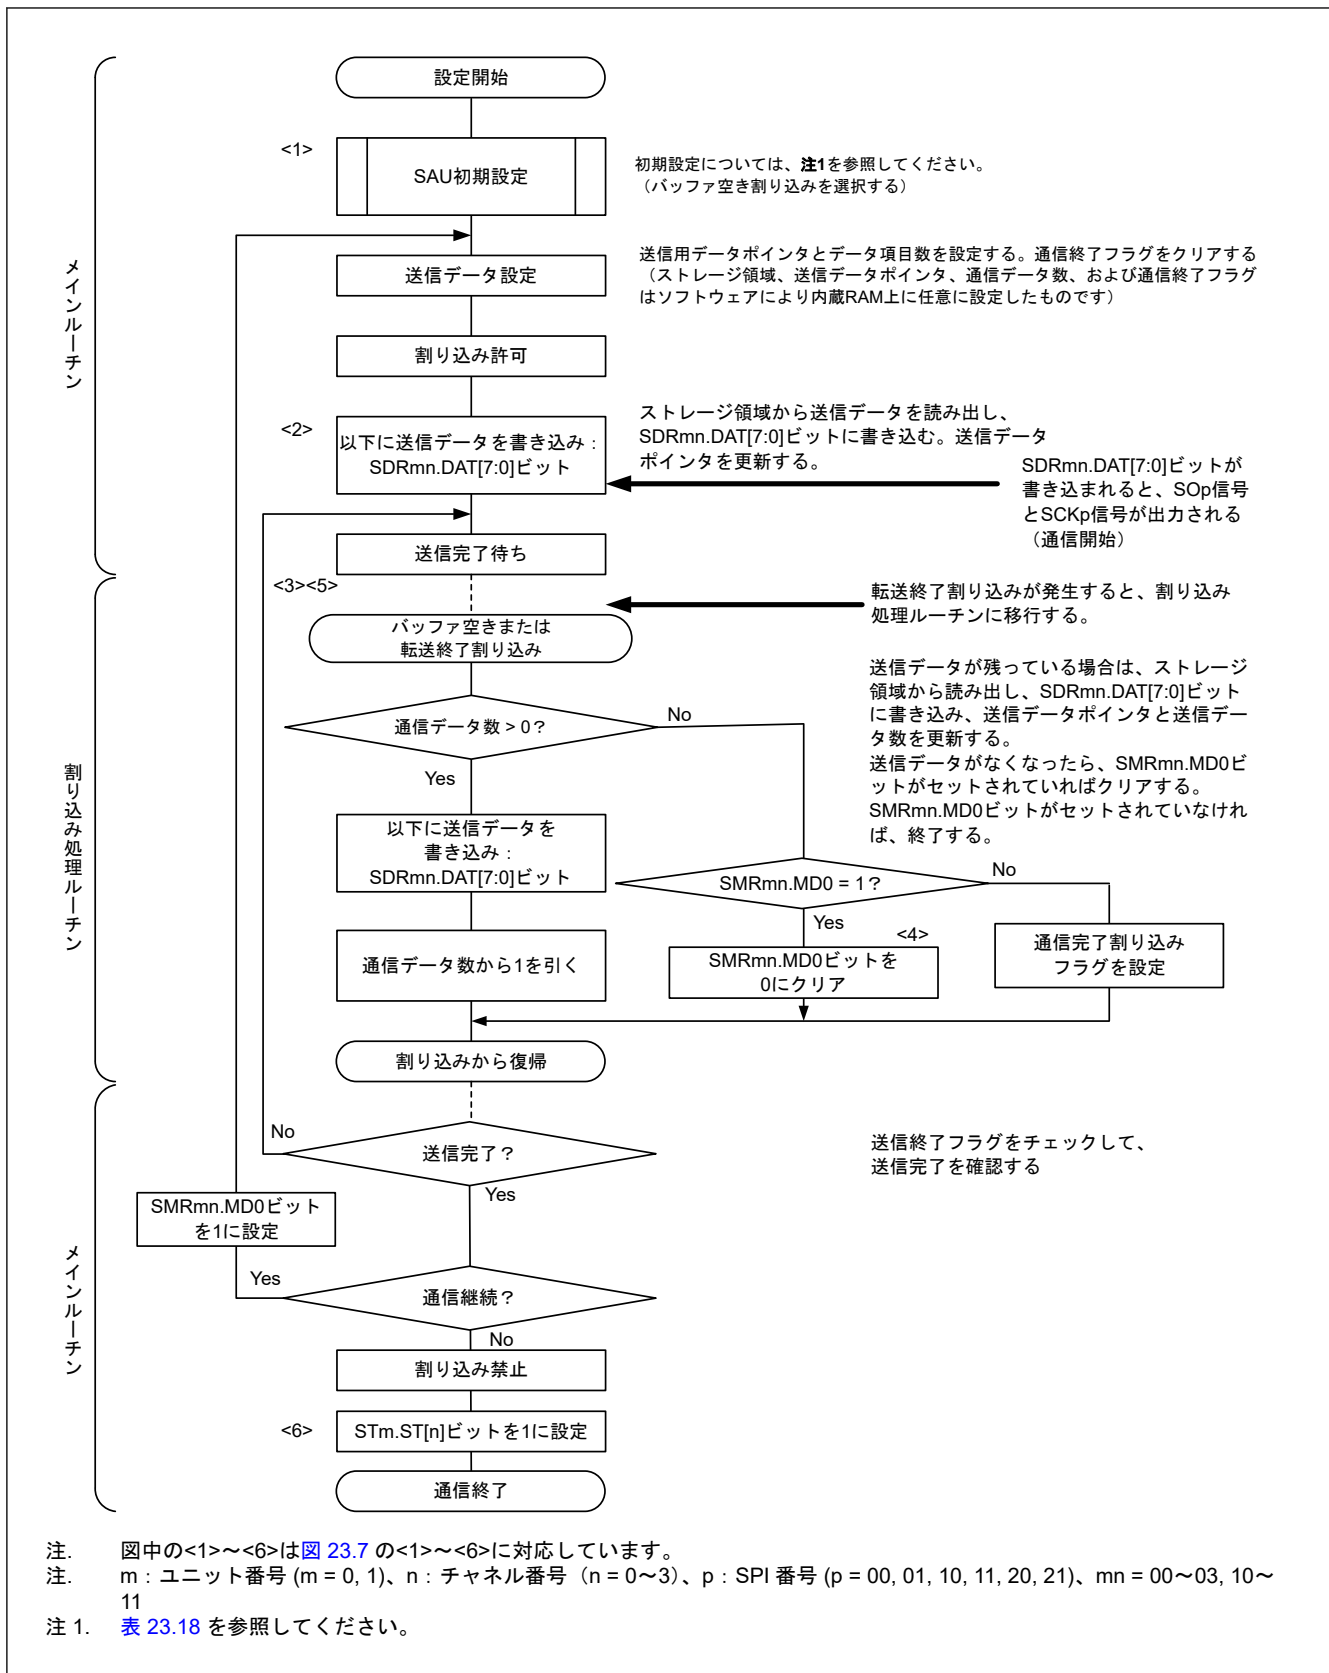 設定開始
<1>
SAU初期設定
初期設定については、注1を参照してください。
（バッファ空き割り込みを選択する）
メインルーチン
送信データ設定
送信用データポインタとデータ項目数を設定する。通信終了フラグをクリアする
（ストレージ領域、送信データポインタ、通信データ数、および通信終了フラグ
はソフトウェアにより内蔵RAM上に任意に設定したものです）
割り込み許可
<2>
以下に送信データを書き込み：
SDRmn.DAT[7:0]ビット
ストレージ領域から送信データを読み出し、
SDRmn.DAT[7:0]ビットに書き込む。送信データ
ポインタを更新する。
SDRmn.DAT[7:0]ビットが
書き込まれると、SOp信号
とSCKp信号が出力される
（通信開始）
送信完了待ち
<3><5>
転送終了割り込みが発生すると、割り込み
処理ルーチンに移行する。
バッファ空きまたは
転送終了割り込み
割り込み処理ルーチン
通信データ数 > 0？
No
Yes
送信データが残っている場合は、ストレージ
領域から読み出し、SDRmn.DAT[7:0]ビット
に書き込み、送信データポインタと送信デー
タ数を更新する。
送信データがなくなったら、SMRmn.MD0ビ
ットがセットされていればクリアする。
SMRmn.MD0ビットがセットされていなけれ
ば、終了する。
以下に送信データを
書き込み：
SDRmn.DAT[7:0]ビット
SMRmn.MD0 = 1？
No
Yes
<4>
通信データ数から1を引く
SMRmn.MD0ビットを
0にクリア
通信完了割り込み
フラグを設定
割り込みから復帰
No
送信完了？
Yes
送信終了フラグをチェックして、
送信完了を確認する
SMRmn.MD0ビット
を1に設定
メインルーチン
Yes
通信継続？
No
割り込み禁止
<6>
STm.ST[n]ビットを1に設定
通信終了
注. 図中の<1>～<6>は図 23.7 の<1>～<6>に対応しています。
注. m：ユニット番号 (m = 0, 1)、n：チャネル番号（n = 0～3）、p：SPI 番号 (p = 00, 01, 10, 11, 20, 21)、mn = 00～03, 10～
11
注 1. 表 23.18 を参照してください。